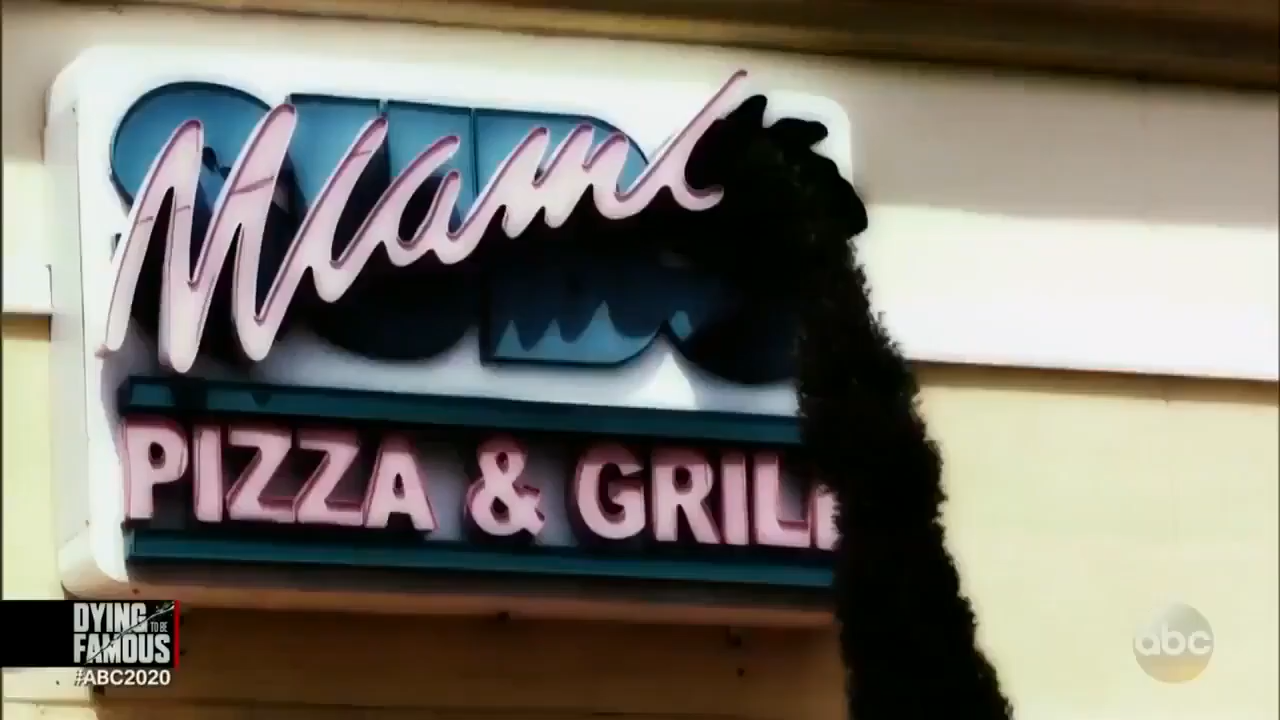 Miami
PIZZA & GRILL
DYING TO BE
FAMOUS
#ABC2020
abc